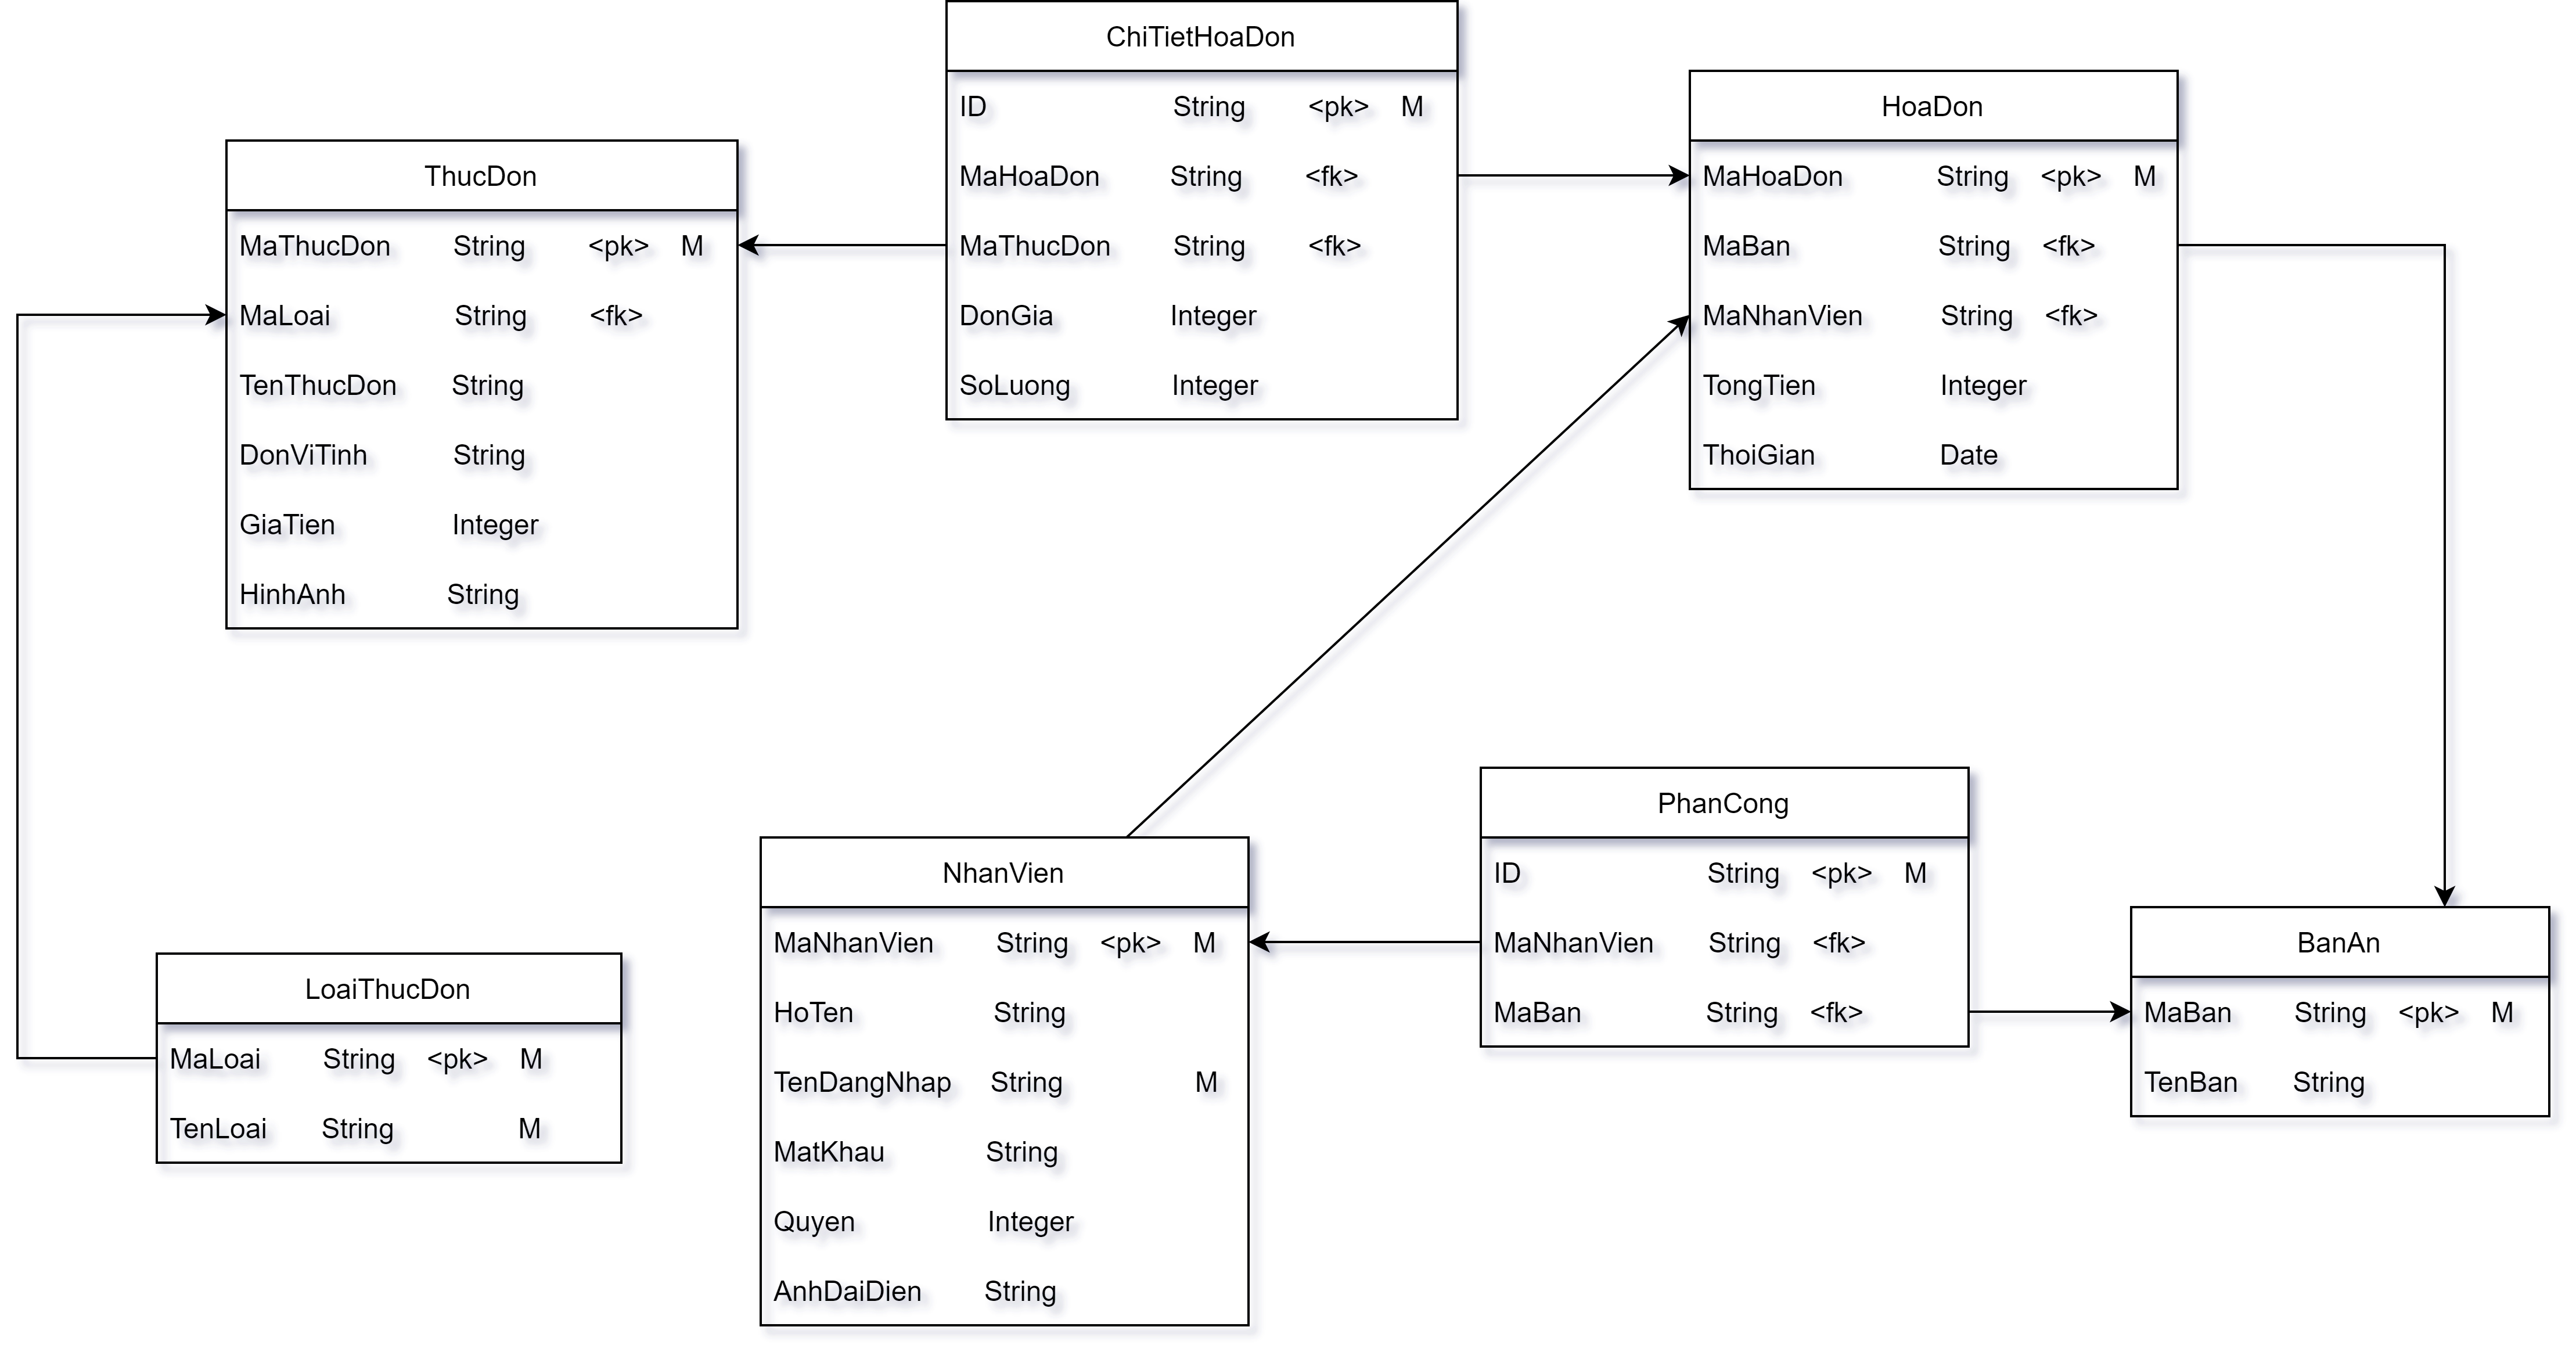 ChiTietHoaDon
ID String <pk> M
MaHoaDon String <fk>
MaThucDon String <fk>
DonGia Integer
SoLuong Integer
HoaDon
MaHoaDon String <pk> M
MaBan String <fk>
MaNhanVien String <fk>
TongTien Integer
ThoiGian Date
ThucDon
MaThucDon String <pk> M
MaLoai String <fk>
TenThucDon String
DonViTinh String
GiaTien Integer
HinhAnh String
PhanCong
ID String <pk> M
MaNhanVien String <fk>
MaBan String <fk>
NhanVien
MaNhanVien String <pk> M
HoTen String
TenDangNhap String M
MatKhau String
Quyen Integer
AnhDaiDien String
BanAn
MaBan String <pk> M
TenBan String
LoaiThucDon
MaLoai String <pk> M
TenLoai String M